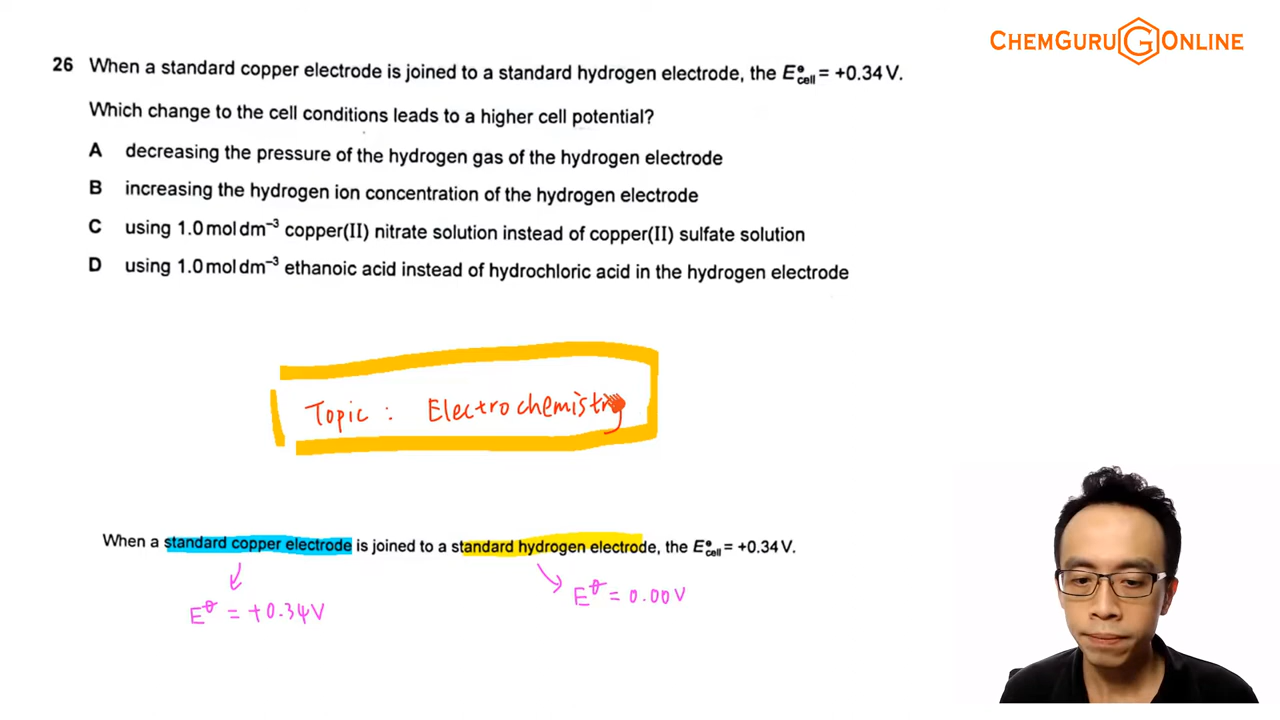 CHEMGURU G ONLINE
26 When a standard copper electrode is joined to a standard hydrogen electrode, the E⦵cell = +0.34 V.
Which change to the cell conditions leads to a higher cell potential?
A decreasing the pressure of the hydrogen gas of the hydrogen electrode
B increasing the hydrogen ion concentration of the hydrogen electrode
C using 1.0 mol dm⁻³ copper(II) nitrate solution instead of copper(II) sulfate solution
D using 1.0 mol dm⁻³ ethanoic acid instead of hydrochloric acid in the hydrogen electrode
Topic : Electrochemistry
When a standard copper electrode is joined to a standard hydrogen electrode, the E⦵cell = +0.34 V.
E⦵ = +0.34V
E⦵ = 0.00V